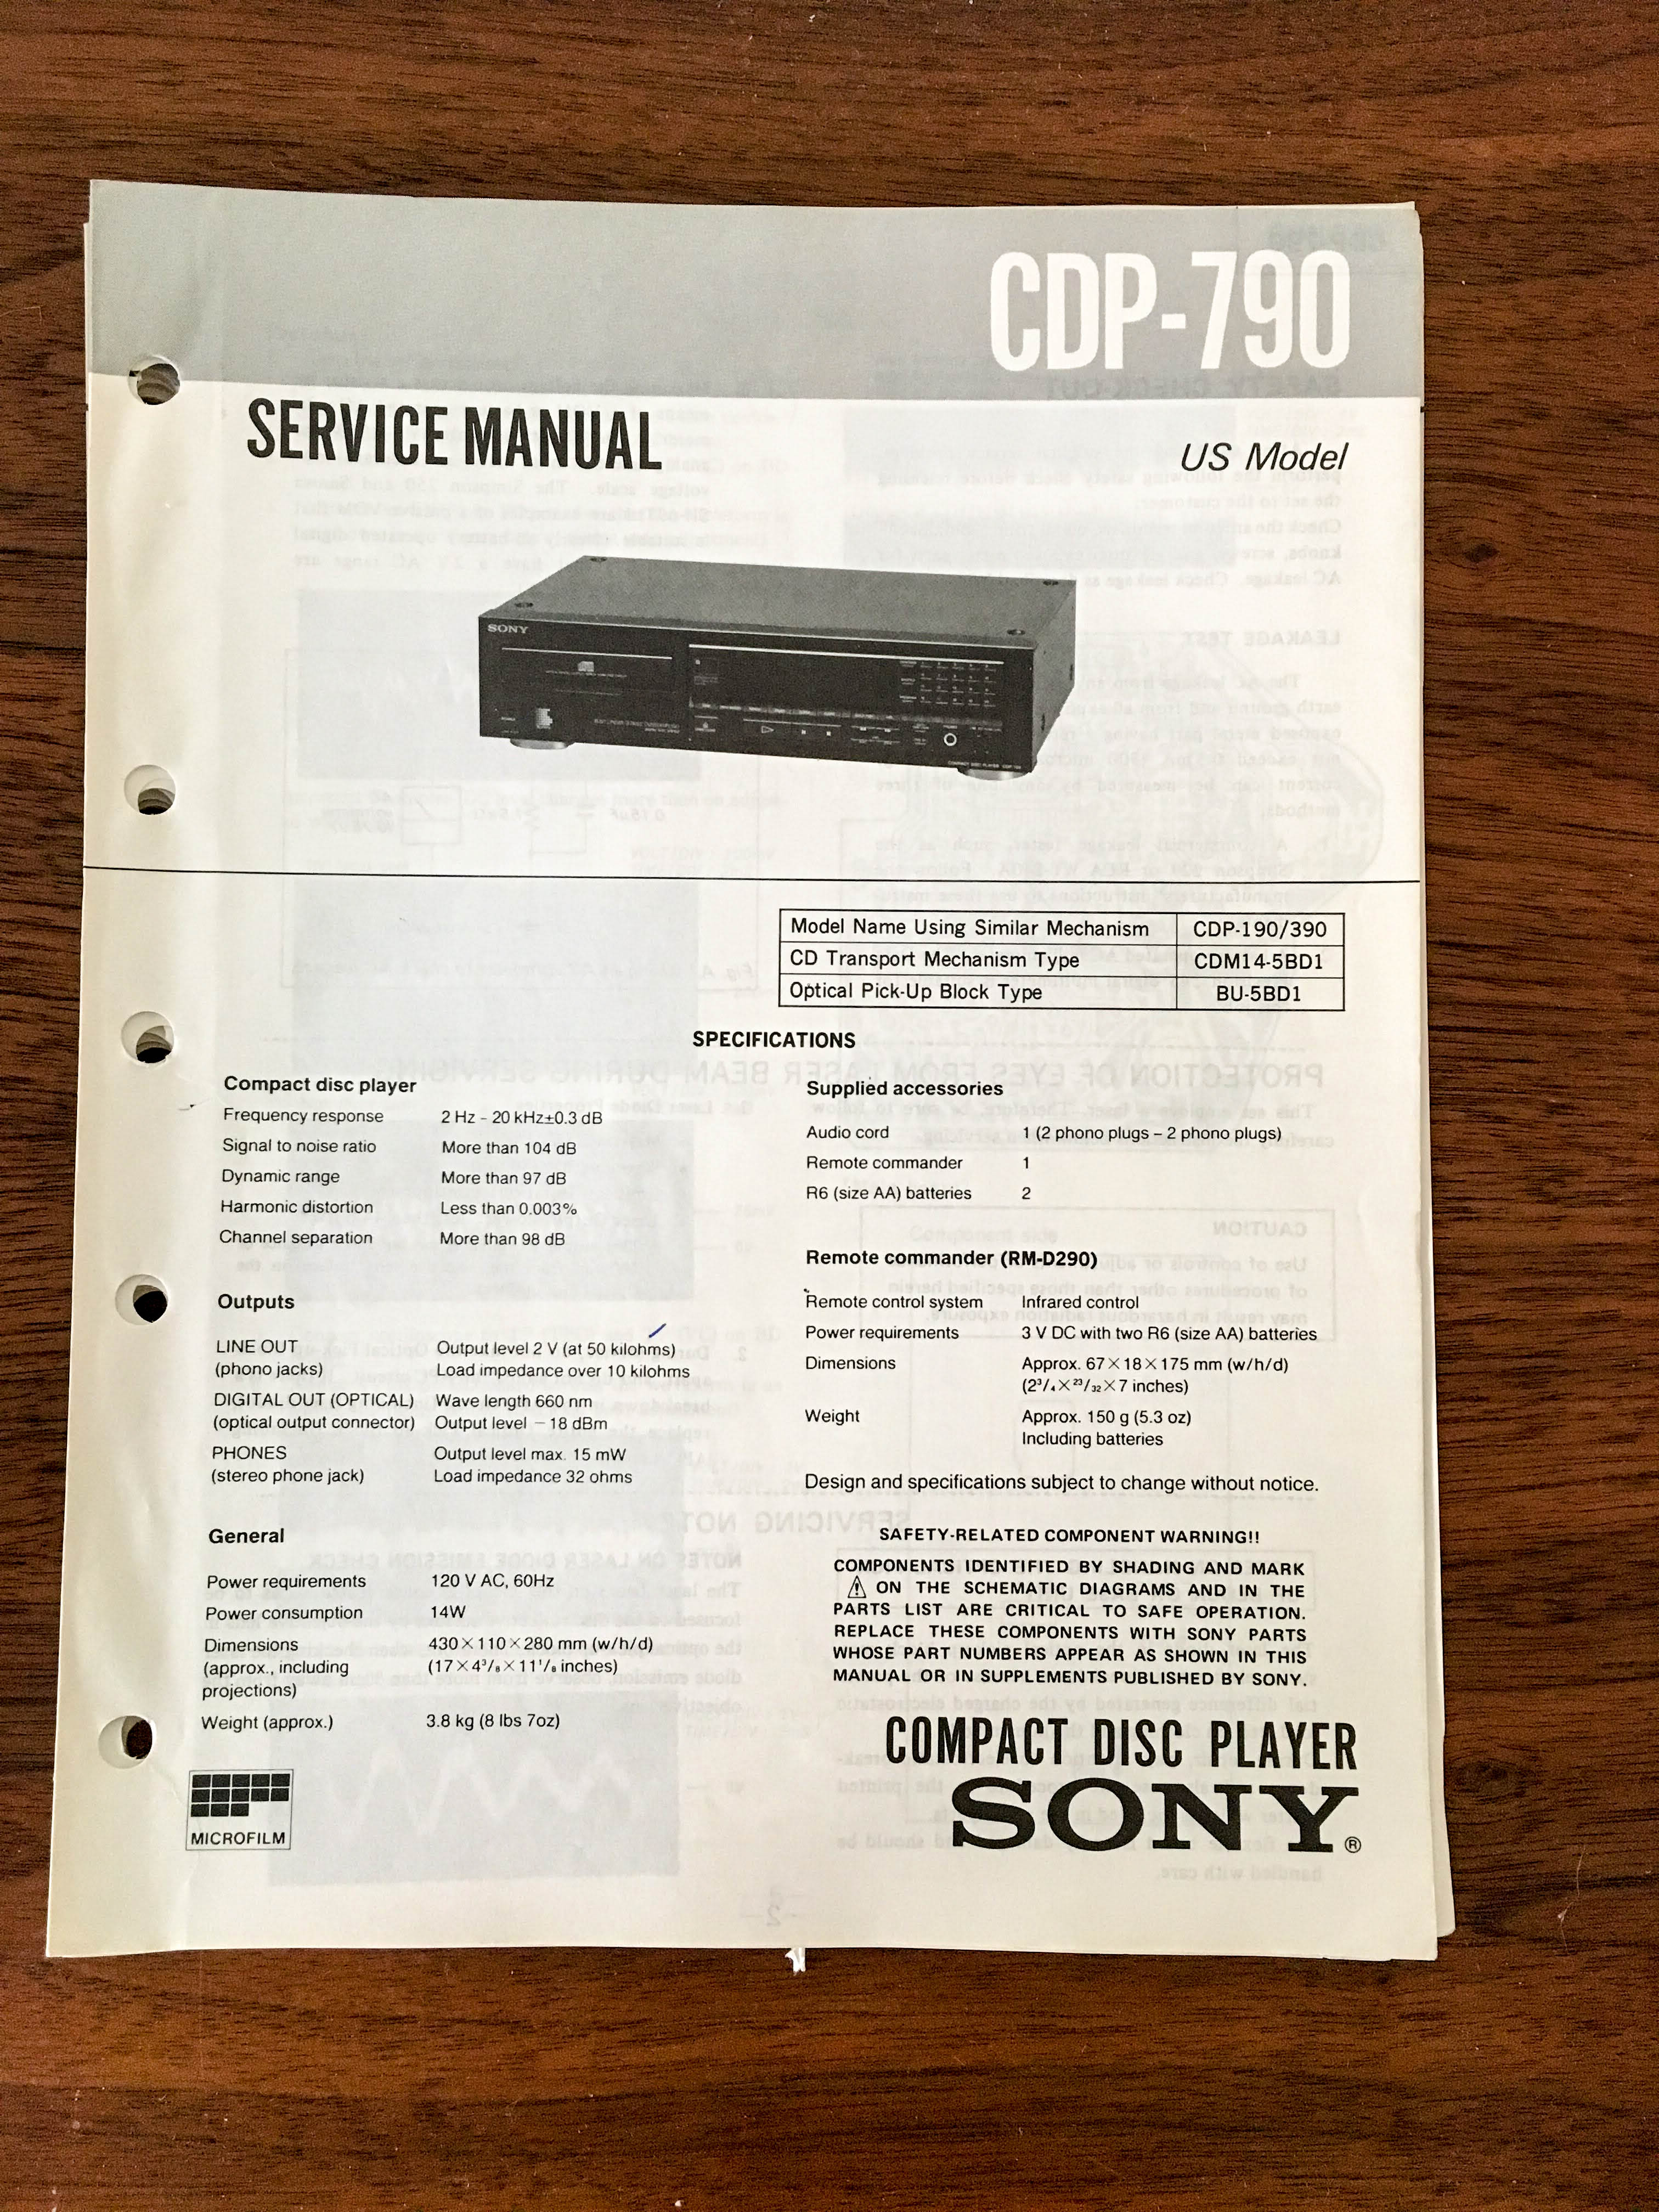 CDP-790
SERVICE MANUAL
US Model
SONY
Model Name Using Similar Mechanism CDP-190/390
CD Transport Mechanism Type CDM14-5BD1
Optical Pick-Up Block Type BU-5BD1
SPECIFICATIONS
Compact disc player
Frequency response 2 Hz – 20 kHz±0.3 dB
Signal to noise ratio More than 104 dB
Dynamic range More than 97 dB
Harmonic distortion Less than 0.003%
Channel separation More than 98 dB
Outputs
LINE OUT Output level 2 V (at 50 kilohms)
(phono jacks) Load impedance over 10 kilohms
DIGITAL OUT (OPTICAL) Wave length 660 nm
(optical output connector) Output level −18 dBm
PHONES Output level max. 15 mW
(stereo phone jack) Load impedance 32 ohms
General
Power requirements 120 V AC, 60Hz
Power consumption 14W
Dimensions 430×110×280 mm (w/h/d)
(approx., including (17×4³/₈×11¹/₈ inches)
projections)
Weight (approx.) 3.8 kg (8 lbs 7oz)
MICROFILM
Supplied accessories
Audio cord 1 (2 phono plugs – 2 phono plugs)
Remote commander 1
R6 (size AA) batteries 2
Remote commander (RM-D290)
Remote control system Infrared control
Power requirements 3 V DC with two R6 (size AA) batteries
Dimensions Approx. 67×18×175 mm (w/h/d)
(2³/₄×²³/₃₂×7 inches)
Weight Approx. 150 g (5.3 oz)
Including batteries
Design and specifications subject to change without notice.
SAFETY-RELATED COMPONENT WARNING!!
COMPONENTS IDENTIFIED BY SHADING AND MARK
⚠ ON THE SCHEMATIC DIAGRAMS AND IN THE
PARTS LIST ARE CRITICAL TO SAFE OPERATION.
REPLACE THESE COMPONENTS WITH SONY PARTS
WHOSE PART NUMBERS APPEAR AS SHOWN IN THIS
MANUAL OR IN SUPPLEMENTS PUBLISHED BY SONY.
COMPACT DISC PLAYER
SONY®